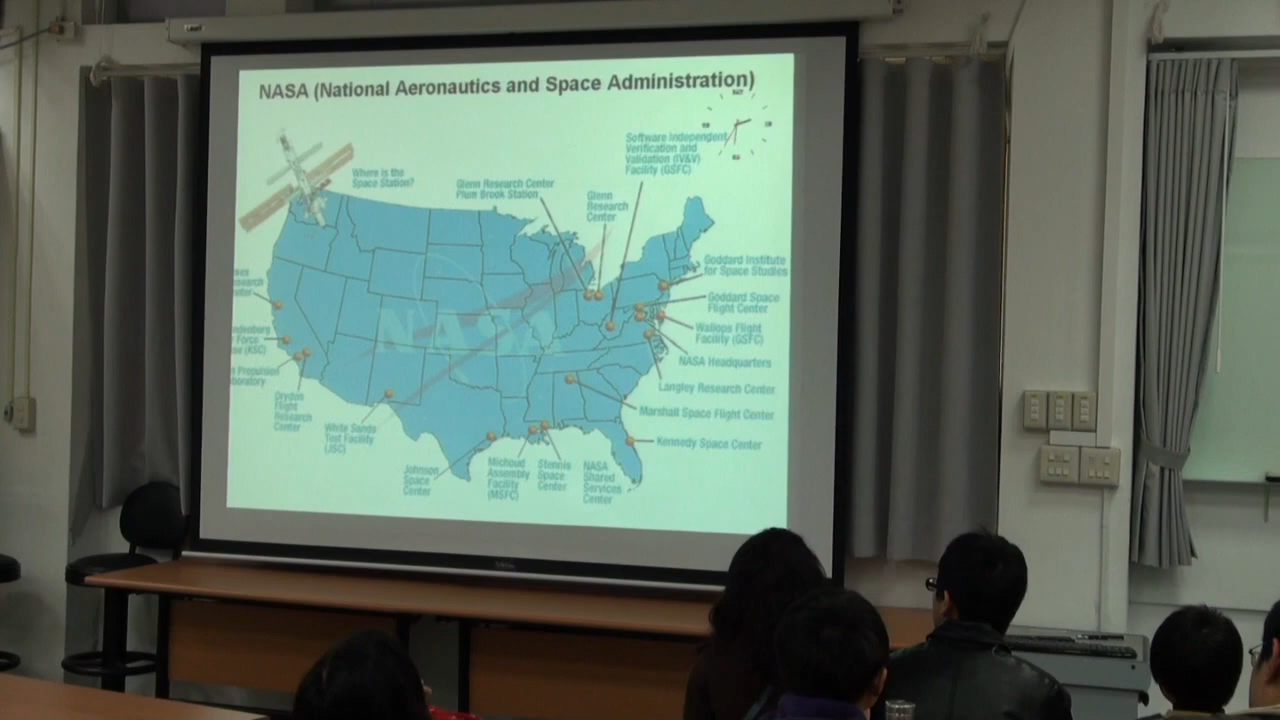 NASA (National Aeronautics and Space Administration)
Software Independent
Verification and
Validation (IV&V)
Facility (GSFC)
Where is the
Space Station?
Glenn Research Center
Plum Brook Station
Glenn
Research
Center
Goddard Institute
for Space Studies
Goddard Space
Flight Center
Wallops Flight
Facility (GSFC)
NASA Headquarters
Langley Research Center
Marshall Space Flight Center
Kennedy Space Center
NASA
Shared
Services
Center
Stennis
Space
Center
Michoud
Assembly
Facility
(MSFC)
Johnson
Space
Center
White Sands
Test Facility
(JSC)
Dryden
Flight
Research
Center
Force
(KSC)
NASA